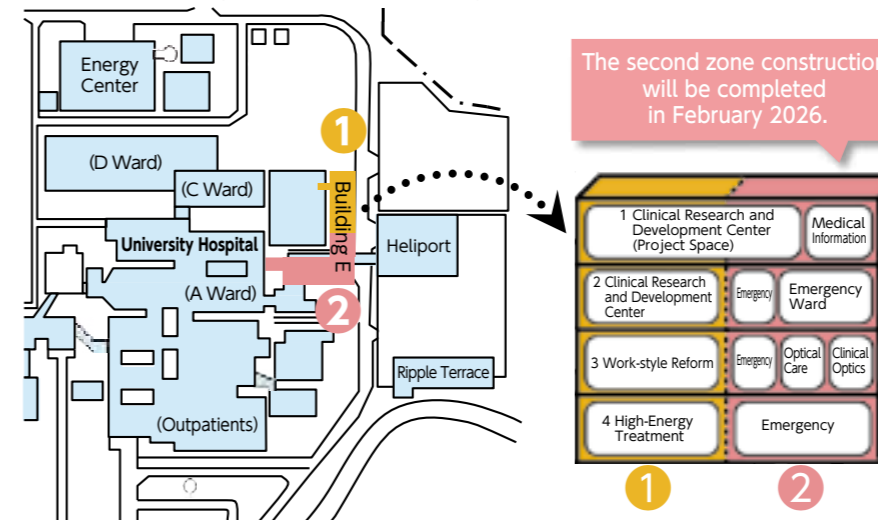 Energy
Center
(D Ward)
(C Ward)
University Hospital
(A Ward)
(Outpatients)
1
Building E
2
Heliport
Ripple Terrace
The second zone construction
will be completed
in February 2026.
1 Clinical Research and
Development Center
(Project Space)
Medical
Information
2 Clinical Research
and Development
Center
Emergency
Emergency
Ward
3 Work-style Reform
Emergency
Optical
Care
Clinical
Optics
4 High-Energy
Treatment
Emergency
1
2